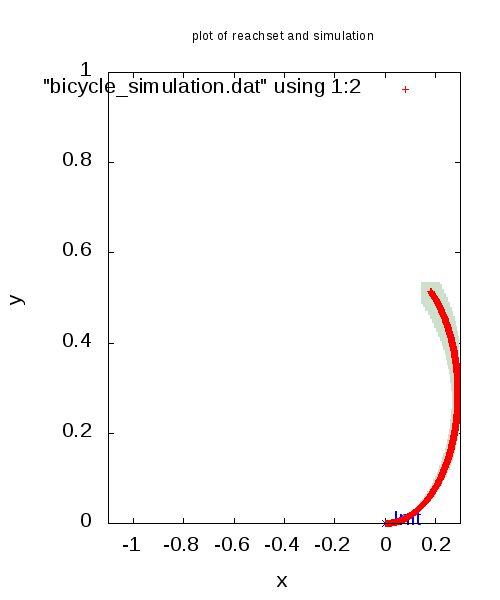 plot of reachset and simulation
1
"bicycle_simulation.dat" using 1:2
0.8
0.6
y
0.4
0.2
0
Init
-1 -0.8 -0.6 -0.4 -0.2 0 0.2
x